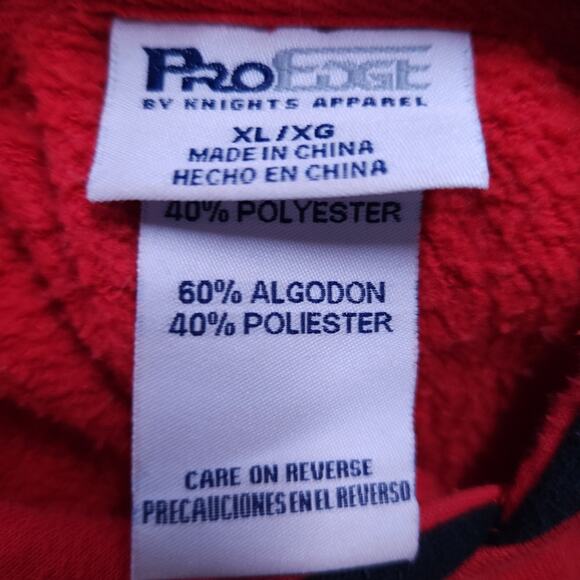 PROEDGE
BY KNIGHTS APPAREL
XL/XG
MADE IN CHINA
HECHO EN CHINA
40% POLYESTER
60% ALGODON
40% POLIESTER
CARE ON REVERSE
PRECAUCIONES EN EL REVERSO